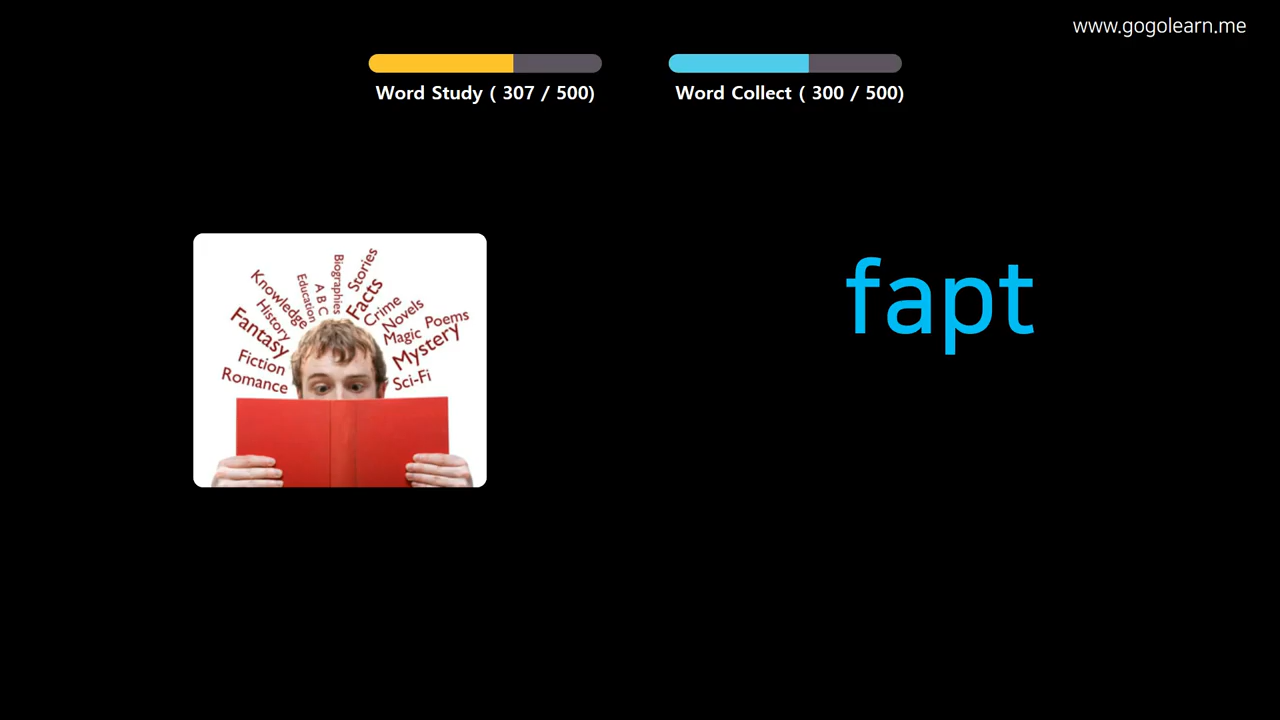 www.gogolearn.me
Word Study ( 307 / 500)
Word Collect ( 300 / 500)
fapt
Romance
Fiction
Fantasy
History
Knowledge
Education
A B C
Biographies
Stories
Facts
Crime
Novels
Magic
Poems
Mystery
Sci-Fi